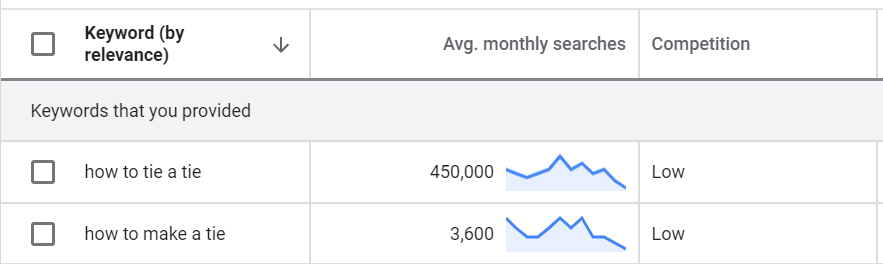 Keyword (by
relevance)
Avg. monthly searches
Competition
Keywords that you provided
how to tie a tie
450,000
Low
how to make a tie
3,600
Low